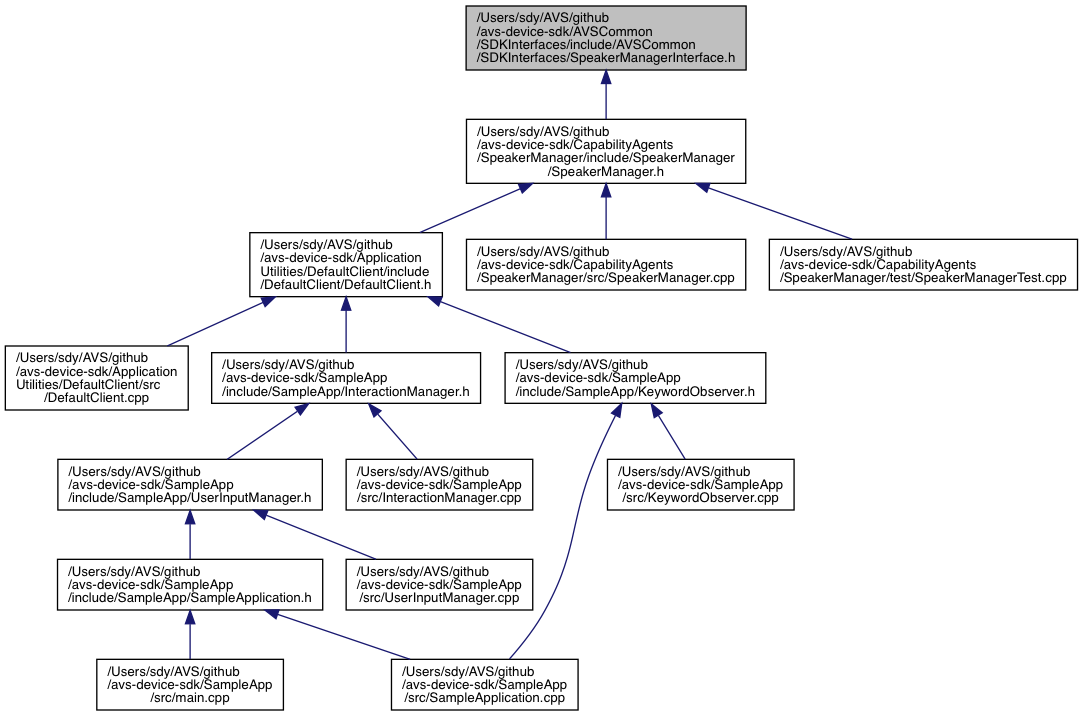 /Users/sdy/AVS/github
/avs-device-sdk/AVSCommon
/SDKInterfaces/include/AVSCommon
/SDKInterfaces/SpeakerManagerInterface.h
/Users/sdy/AVS/github
/avs-device-sdk/CapabilityAgents
/SpeakerManager/include/SpeakerManager
/SpeakerManager.h
/Users/sdy/AVS/github
/avs-device-sdk/Application
Utilities/DefaultClient/include
/DefaultClient/DefaultClient.h
/Users/sdy/AVS/github
/avs-device-sdk/CapabilityAgents
/SpeakerManager/src/SpeakerManager.cpp
/Users/sdy/AVS/github
/avs-device-sdk/CapabilityAgents
/SpeakerManager/test/SpeakerManagerTest.cpp
/Users/sdy/AVS/github
/avs-device-sdk/Application
Utilities/DefaultClient/src
/DefaultClient.cpp
/Users/sdy/AVS/github
/avs-device-sdk/SampleApp
/include/SampleApp/InteractionManager.h
/Users/sdy/AVS/github
/avs-device-sdk/SampleApp
/include/SampleApp/KeywordObserver.h
/Users/sdy/AVS/github
/avs-device-sdk/SampleApp
/include/SampleApp/UserInputManager.h
/Users/sdy/AVS/github
/avs-device-sdk/SampleApp
/src/InteractionManager.cpp
/Users/sdy/AVS/github
/avs-device-sdk/SampleApp
/src/KeywordObserver.cpp
/Users/sdy/AVS/github
/avs-device-sdk/SampleApp
/include/SampleApp/SampleApplication.h
/Users/sdy/AVS/github
/avs-device-sdk/SampleApp
/src/UserInputManager.cpp
/Users/sdy/AVS/github
/avs-device-sdk/SampleApp
/src/main.cpp
/Users/sdy/AVS/github
/avs-device-sdk/SampleApp
/src/SampleApplication.cpp